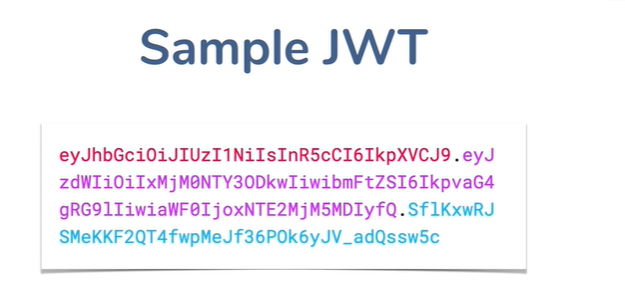 Sample JWT
eyJhbGciOiJIUzI1NiIsInR5cCI6IkpXVCJ9.eyJ
zdWIiOiIxMjM0NTY3ODkwIiwibmFtZSI6IkpvaG4
gRG9lIiwiaWF0IjoxNTE2MjM5MDIyfQ.SflKxwRJ
SMeKKF2QT4fwpMeJf36POk6yJV_adQssw5c